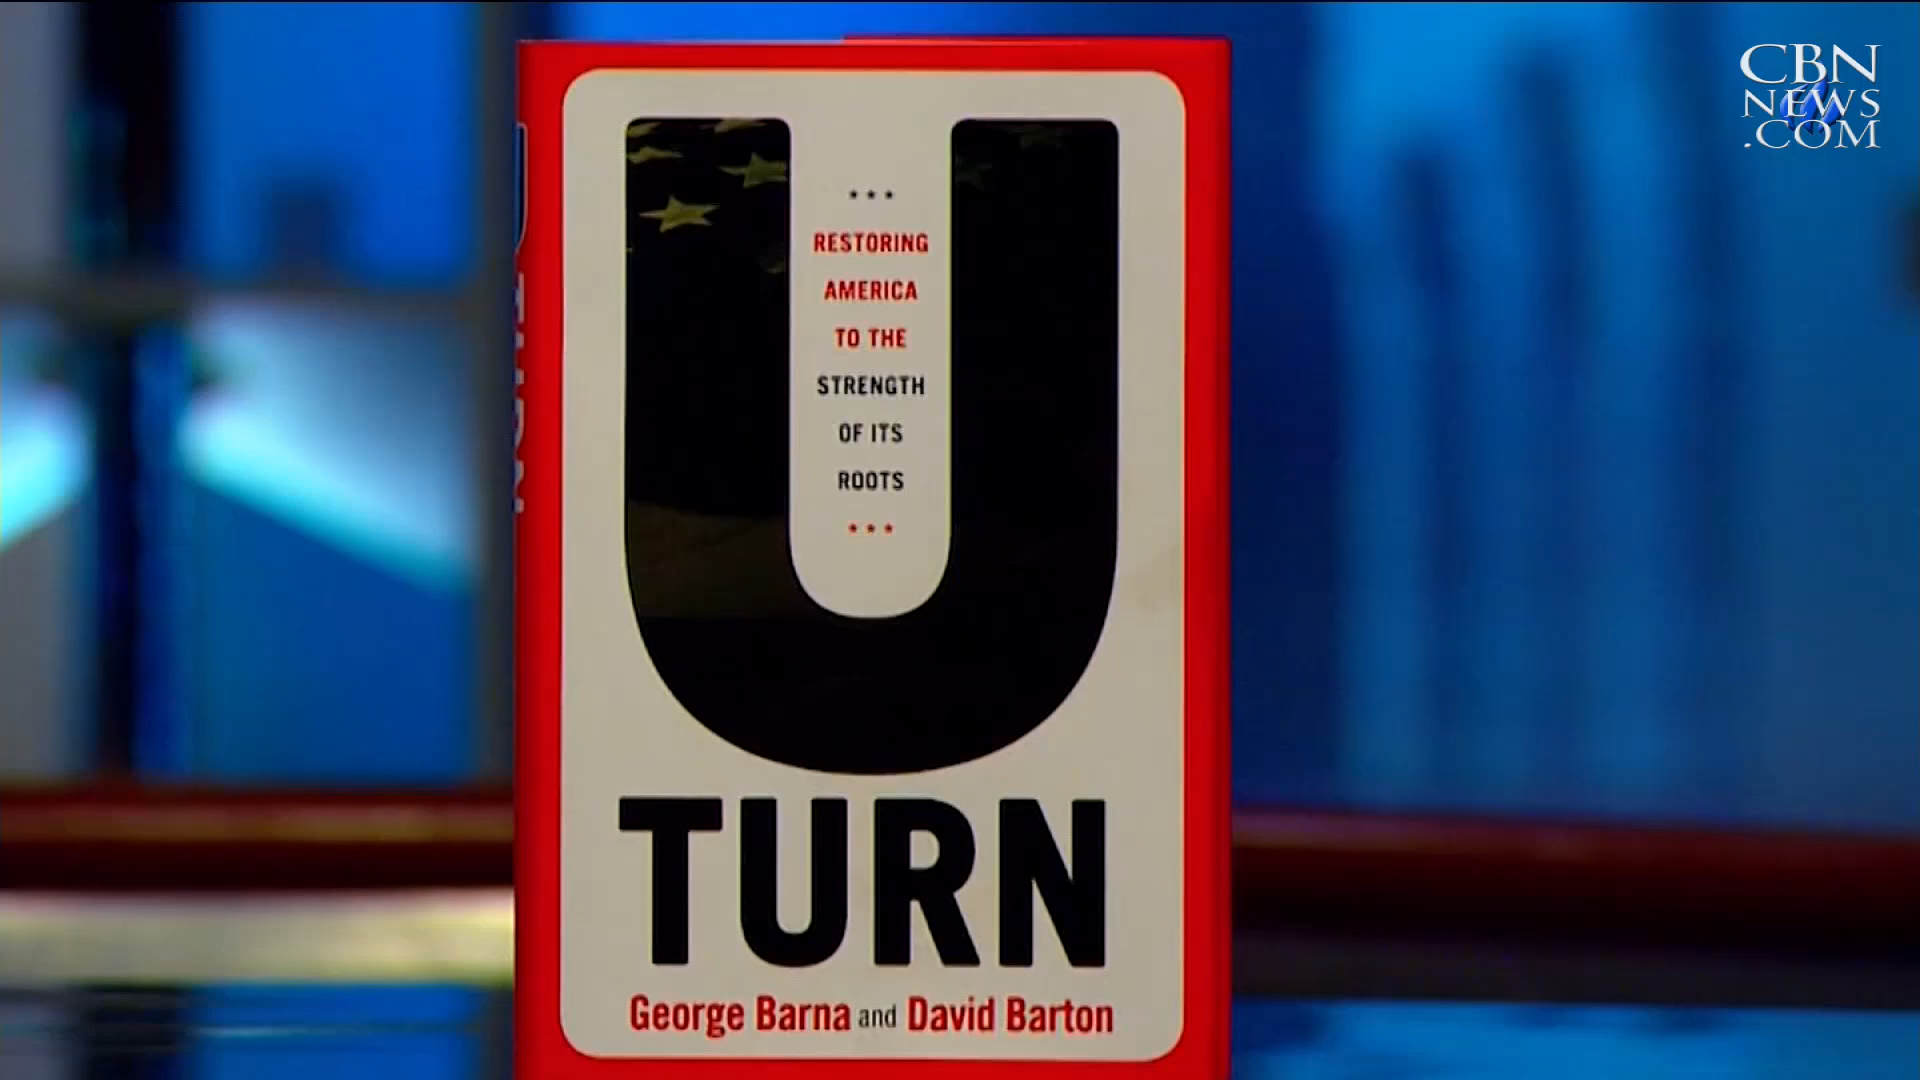 CBN
NEWS
.COM
U
RESTORING
AMERICA
TO THE
STRENGTH
OF ITS
ROOTS
TURN
George Barna and David Barton